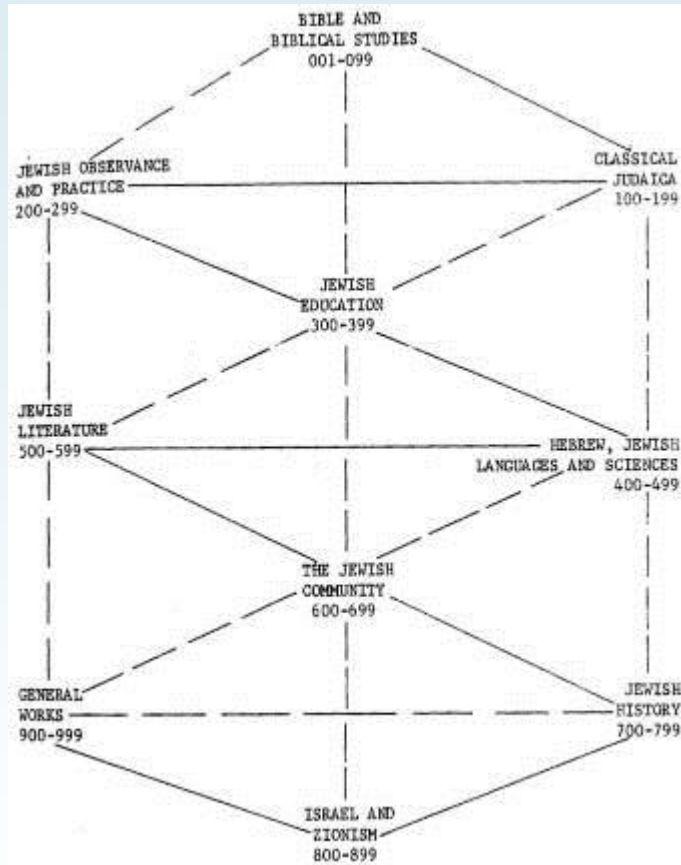 BIBLE AND
BIBLICAL STUDIES
001-099
JEWISH OBSERVANCE
AND PRACTICE
200-299
CLASSICAL
JUDAICA
100-199
JEWISH
EDUCATION
300-399
JEWISH
LITERATURE
500-599
HEBREW, JEWISH
LANGUAGES AND SCIENCES
400-499
THE JEWISH
COMMUNITY
600-699
GENERAL
WORKS
900-999
JEWISH
HISTORY
700-799
ISRAEL AND
ZIONISM
800-899